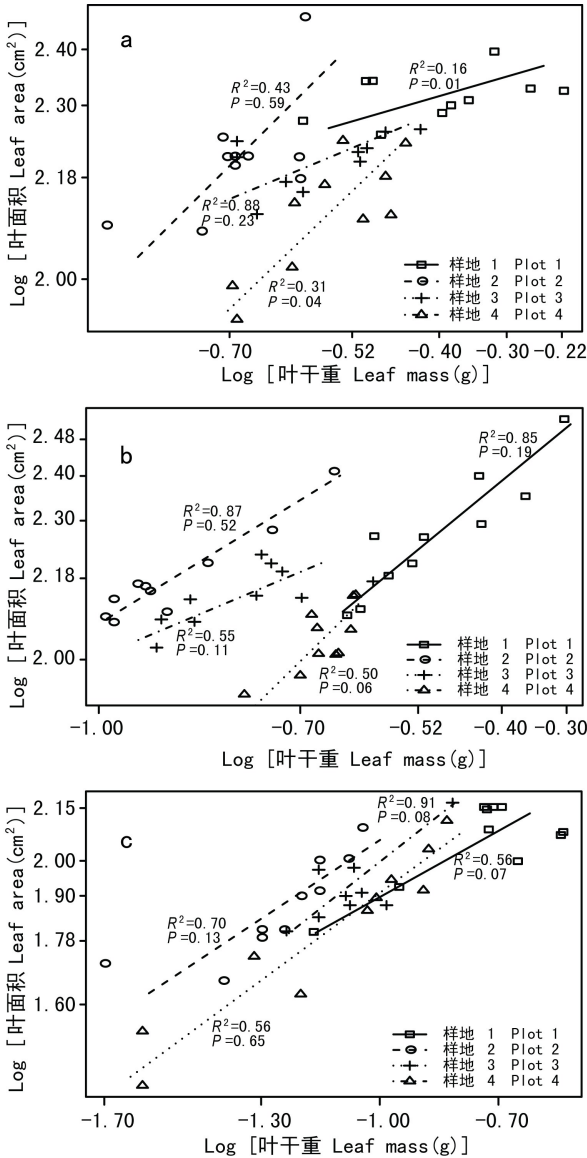 a
Log [叶面积 Leaf area(cm²)]
2.40
2.30
2.18
2.00
R²=0.43
P=0.59
R²=0.16
P=0.01
R²=0.88
P=0.23
R²=0.31
P=0.04
样地 1 Plot 1
样地 2 Plot 2
样地 3 Plot 3
样地 4 Plot 4
-0.70 -0.52 -0.40 -0.30 -0.22
Log [叶干重 Leaf mass(g)]
b
Log [叶面积 Leaf area(cm²)]
2.48
2.40
2.30
2.18
2.00
R²=0.85
P=0.19
R²=0.87
P=0.52
R²=0.55
P=0.11
R²=0.50
P=0.06
样地 1 Plot 1
样地 2 Plot 2
样地 3 Plot 3
样地 4 Plot 4
-1.00 -0.70 -0.52 -0.40 -0.30
Log [叶干重 Leaf mass(g)]
c
Log [叶面积 Leaf area(cm²)]
2.15
2.00
1.90
1.78
1.60
R²=0.91
P=0.08
R²=0.56
P=0.07
R²=0.70
P=0.13
R²=0.56
P=0.65
样地 1 Plot 1
样地 2 Plot 2
样地 3 Plot 3
样地 4 Plot 4
-1.70 -1.30 -1.00 -0.70
Log [叶干重 Leaf mass(g)]